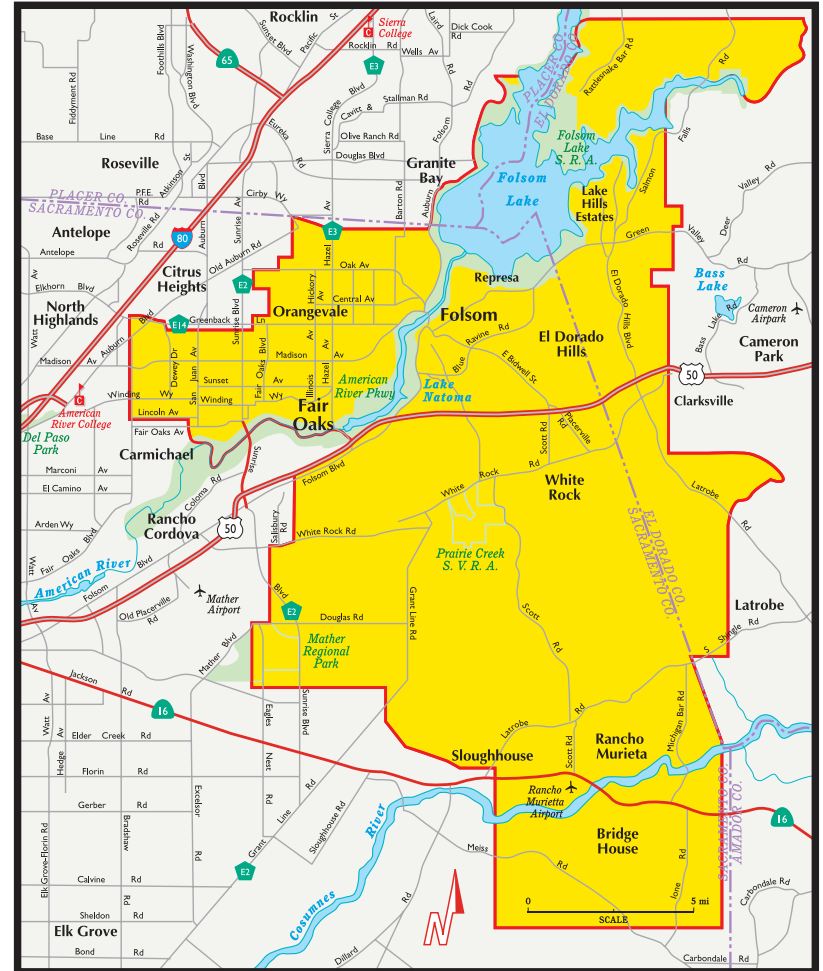 Rocklin
Sierra
College
C
Foothills Blvd
Washington Blvd
Sunset Blvd
Pacific St
Laird
Rd
Dick Cook
Rd
Rocklin Rd
Wells Av
65
E3
Fiddyment Rd
Sierra College Blvd
Cavitt & Stallman Rd
Eureka
Rd
Olive Ranch Rd
Douglas Blvd
Folsom
Auburn
Base Line Rd
Roseville
Granite
Bay
Barton Rd
Rattlesnake Bar Rd
Rd
PLACER CO.
EL DORADO CO.
Folsom
Lake
S. R. A.
Folsom
Lake
Lake
Hills
Estates
Salmon
Falls
Valley Rd
Deer
Green
Valley
Rd
PLACER CO.
SACRAMENTO CO.
P.F.E.
Rd
Atkinson St
Blvd
Cirby Wy
Antelope
Antelope
Roseville Rd
Rd
80
Auburn
Sunrise Av
Old Auburn Rd
E3
Av
Hazel
Oak Av
Hickory Av
Central Av
Elkhorn Blvd
North
Highlands
Watt Av
Citrus
Heights
E2
Orangevale
Represa
Folsom
E14
Greenback Ln
Auburn Blvd
Sunrise Blvd
Madison Av
Madison Av
Dewey Dr
San Juan Av
Fair Oaks Blvd
Sunset Av
Illinois Av
Hazel Av
Winding Wy
Winding Wy
Lincoln Av
Fair Oaks Av
Fair
Oaks
American
River Pkwy
Lake
Natoma
Blue Ravine Rd
E Bidwell St
El Dorado
Hills
El Dorado Hills Blvd
Bass
Lake
Bass Lake Rd
Cameron
Airpark
Cameron
Park
50
Clarksville
C
American
River College
Del Paso
Park
Marconi Av
El Camino Av
Arden Wy
Fair Oaks Blvd
Watt
Av
Carmichael
Coloma Rd
Sunrise
Folsom Blvd
Rancho
Cordova
50
Salisbury Rd
White Rock Rd
White Rock Rd
Scott Rd
Placerville Rd
White
Rock
Latrobe
Rd
Prairie Creek
S. V. R. A.
EL DORADO CO.
SACRAMENTO CO.
American River
Folsom Blvd
Old Placerville
Rd
Mather
Airport
Blvd
E2
Douglas Rd
Grant Line Rd
Scott
Rd
Mather Blvd
Mather
Regional
Park
Latrobe
S Shingle Rd
Jackson Rd
16
Watt Av
Hedge Av
Eagles
Nest
Rd
Sunrise Blvd
Elder Creek Rd
Florin Rd
Gerber Rd
Excelsior
Rd
Bradshaw
Rd
Elk Grove-Florin Rd
Calvine Rd
Sheldon Rd
Elk Grove
Bond Rd
E2
Grant Line Rd
Sloughhouse Rd
Sloughhouse
Latrobe Rd
Scott Rd
Rancho
Murieta
Michigan Bar Rd
Rancho
Murietta
Airport
Bridge
House
Ione Rd
Meiss Rd
Cosumnes River
Dillard Rd
N
0 5 mi
SCALE
SACRAMENTO CO.
AMADOR CO.
16
Carbondale Rd
Carbondale Rd